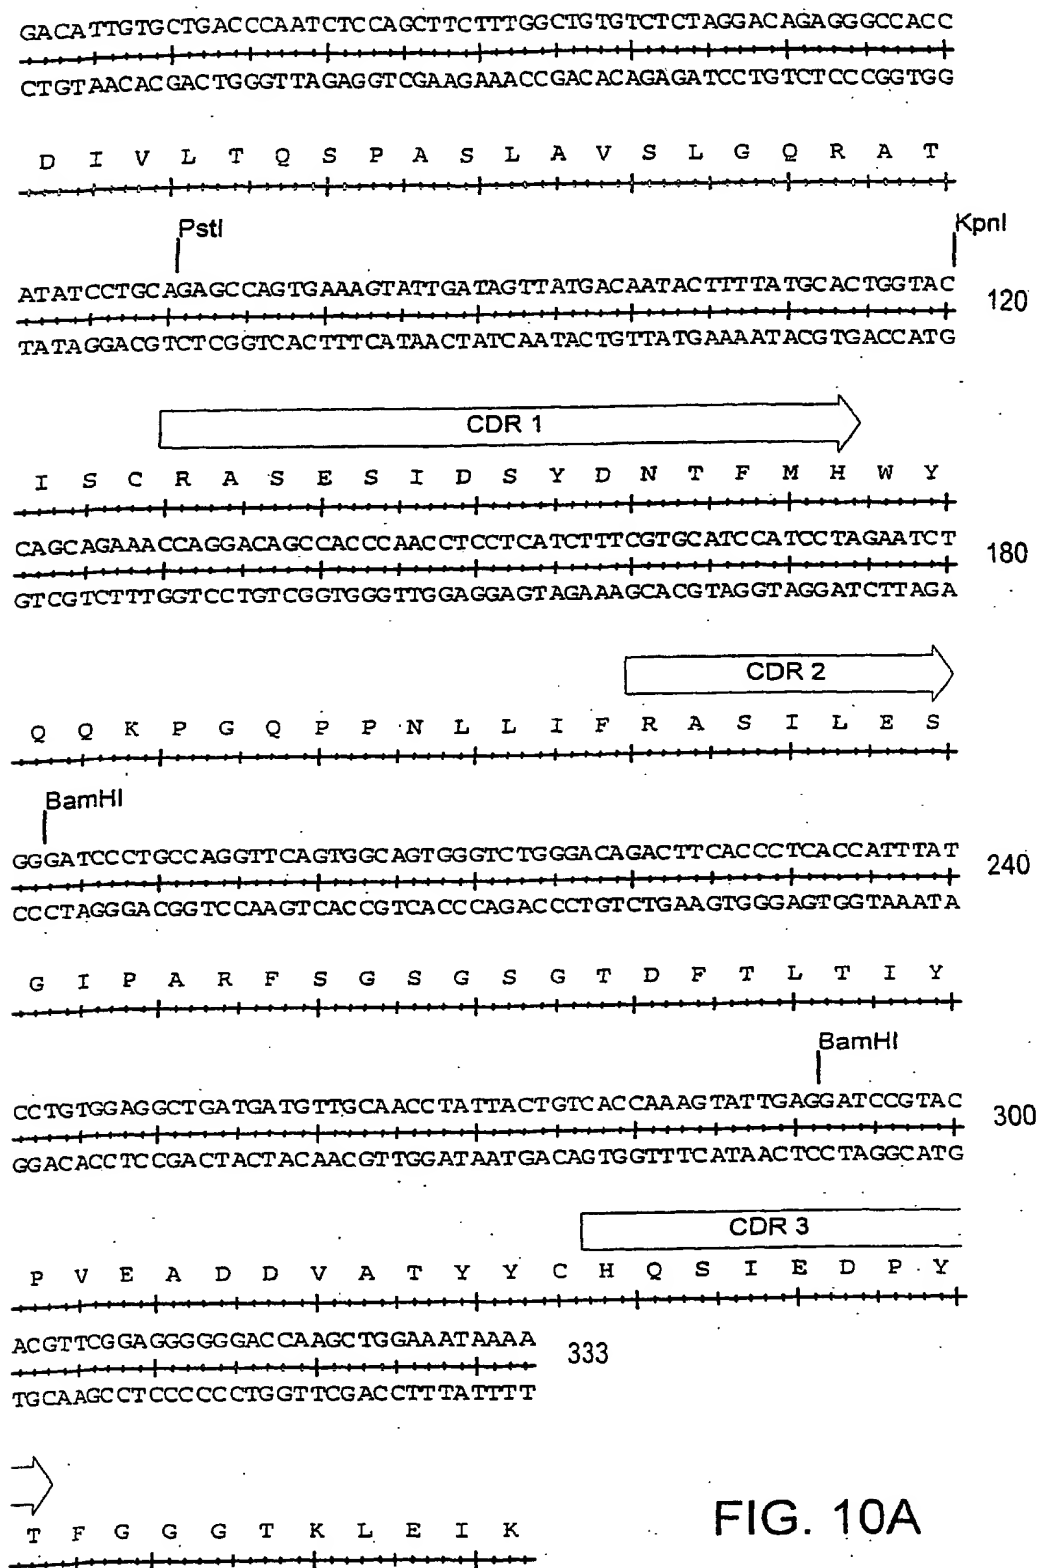 GACATTGTGCTGACCCAATCTCCAGCTTCTTTGGCTGTGTCTCTAGGACAGAGGGCCACC
CTGTAACACGACTGGGTTAGAGGTCGAAGAAACCGACACAGAGATCCTGTCTCCCGGTGG
D I V L T Q S P A S L A V S L G Q R A T
PstI KpnI
ATATCCTGCAGAGCCAGTGAAAGTATTGATAGTTATGACAATACTTTTATGCACTGGTAC 120
TATAGGACGTCTCGGTCACTTTCATAACTATCAATACTGTTATGAAAATACGTGACCATG
CDR 1
I S C R A S E S I D S Y D N T F M H W Y
CAGCAGAAACCAGGACAGCCACCCAACCTCCTCATCTTTCGTGCATCCATCCTAGAATCT 180
GTCGTCTTTGGTCCTGTCGGTGGGTTGGAGGAGTAGAAAGCACGTAGGTAGGATCTTAGA
CDR 2
Q Q K P G Q P P N L L I F R A S I L E S
BamHI
GGGATCCCTGCCAGGTTCAGTGGCAGTGGGTCTGGGACAGACTTCACCCTCACCATTTAT 240
CCCTAGGGACGGTCCAAGTCACCGTCACCCAGACCCTGTCTGAAGTGGGAGTGGTAAATA
G I P A R F S G S G S G T D F T L T I Y
BamHI
CCTGTGGAGGCTGATGATGTTGCAACCTATTACTGTCACCAAAGTATTGAGGATCCGTAC 300
GGACACCTCCGACTACTACAACGTTGGATAATGACAGTGGTTTCATAACTCCTAGGCATG
CDR 3
P V E A D D V A T Y Y C H Q S I E D P Y
ACGTTCGGAGGGGGGACCAAGCTGGAAATAAAA 333
TGCAAGCCTCCCCCCTGGTTCGACCTTTATTTT
T F G G G T K L E I K
FIG. 10A